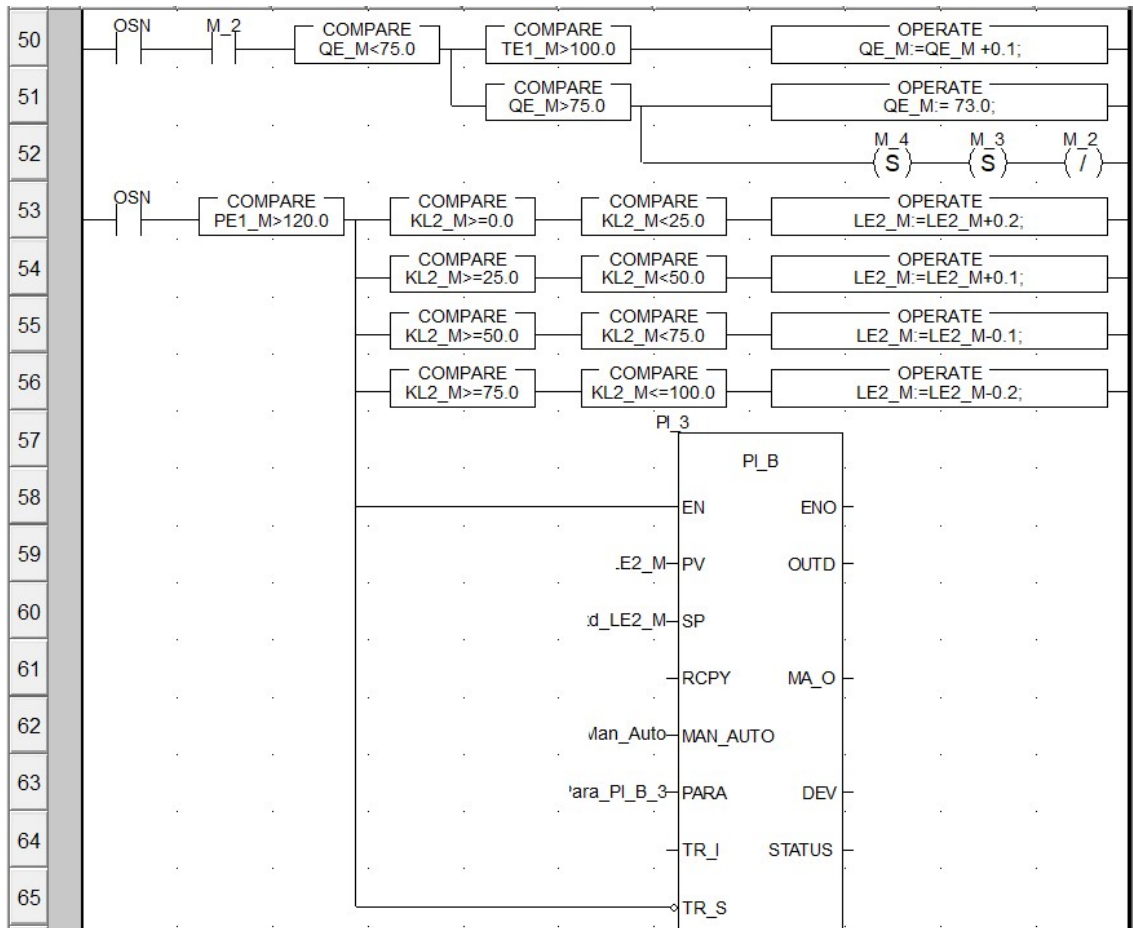 50
OSN
M_2
COMPARE
QE_M<75.0
COMPARE
TE1_M>100.0
OPERATE
QE_M:=QE_M +0.1;
51
COMPARE
QE_M>75.0
OPERATE
QE_M:= 73.0;
52
M_4
S
M_3
S
M_2
/
53
OSN
COMPARE
PE1_M>120.0
COMPARE
KL2_M>=0.0
COMPARE
KL2_M<25.0
OPERATE
LE2_M:=LE2_M+0.2;
54
COMPARE
KL2_M>=25.0
COMPARE
KL2_M<50.0
OPERATE
LE2_M:=LE2_M+0.1;
55
COMPARE
KL2_M>=50.0
COMPARE
KL2_M<75.0
OPERATE
LE2_M:=LE2_M-0.1;
56
COMPARE
KL2_M>=75.0
COMPARE
KL2_M<=100.0
OPERATE
LE2_M:=LE2_M-0.2;
57
PI_3
PI_B
58
EN ENO
59
E2_M PV OUTD
60
d_LE2_M SP
61
RCPY MA_O
62
Man_Auto MAN_AUTO
63
ara_PI_B_3 PARA DEV
64
TR_I STATUS
65
TR_S